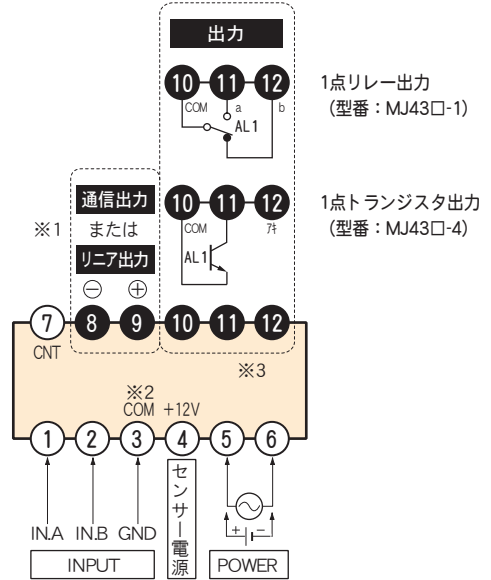 出力
10 11 12
COM a b
AL1
1点リレー出力
（型番：MJ43□-1）
通信出力
※1 または
リニア出力
⊖ ⊕
10 11 12
COM ｱｷ
AL1
1点トランジスタ出力
（型番：MJ43□-4）
7 8 9 10 11 12
CNT
※3
※2
COM +12V
1 2 3 4 5 6
IN.A IN.B GND
センサー電源
+ −
INPUT
POWER